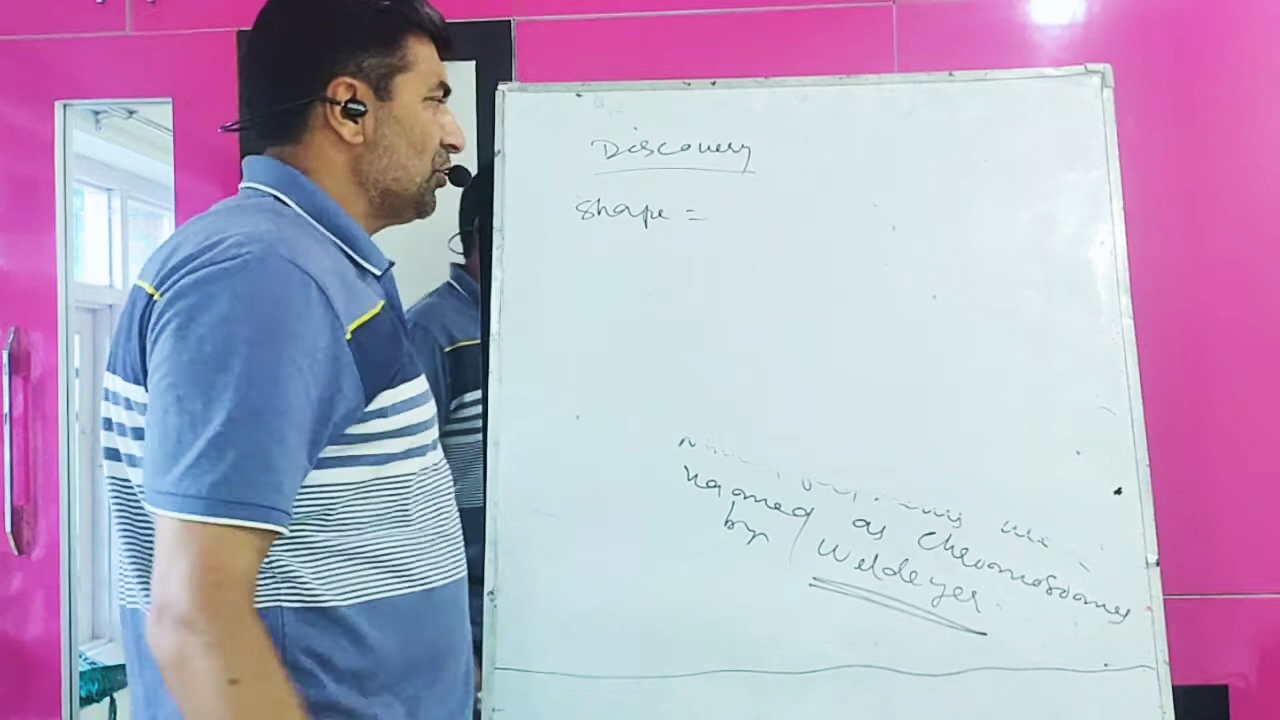 Discovery
Shape =
named as Chromosomes
by Weldeyer.